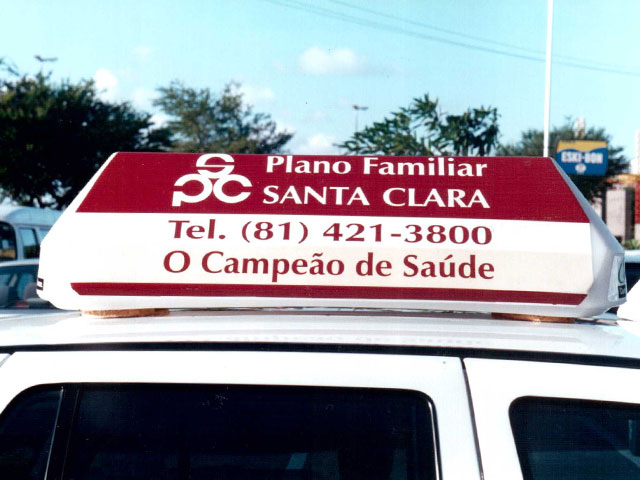 Plano Familiar
SANTA CLARA
Tel. (81) 421-3800
O Campeão de Saúde
ESKI-BON